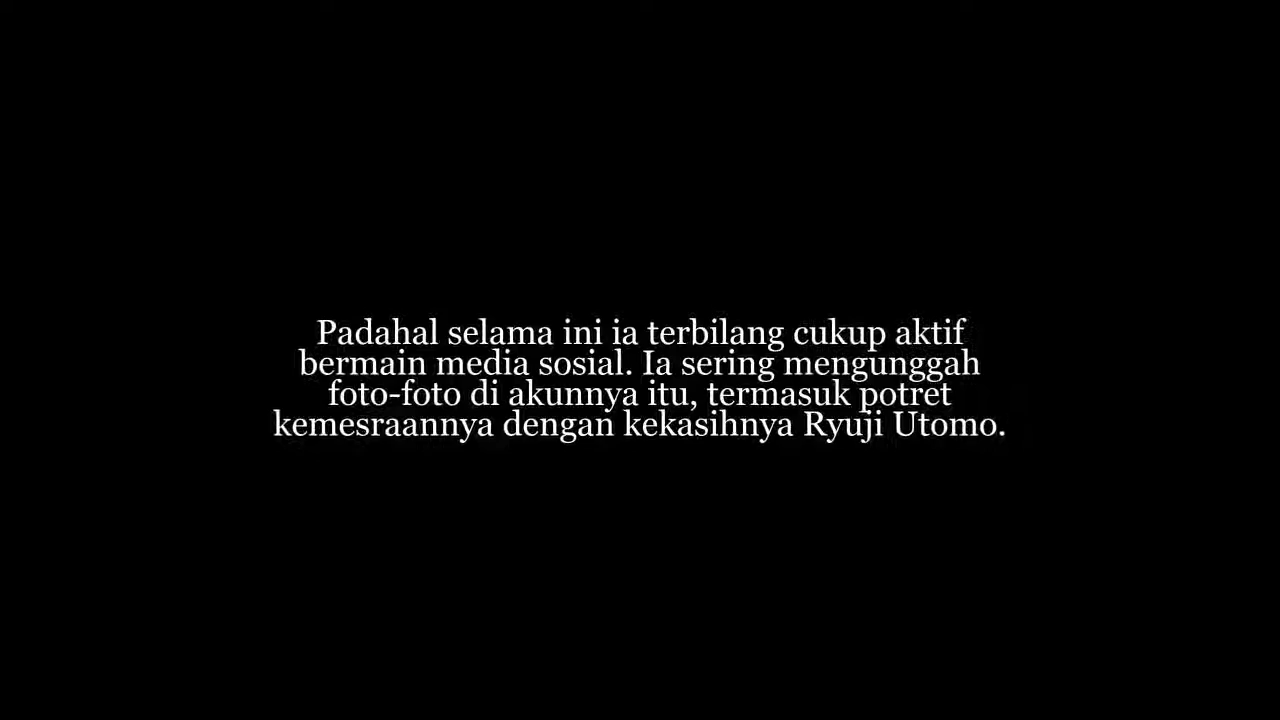 Padahal selama ini ia terbilang cukup aktif
bermain media sosial. Ia sering mengunggah
foto-foto di akunnya itu, termasuk potret
kemesraannya dengan kekasihnya Ryuji Utomo.